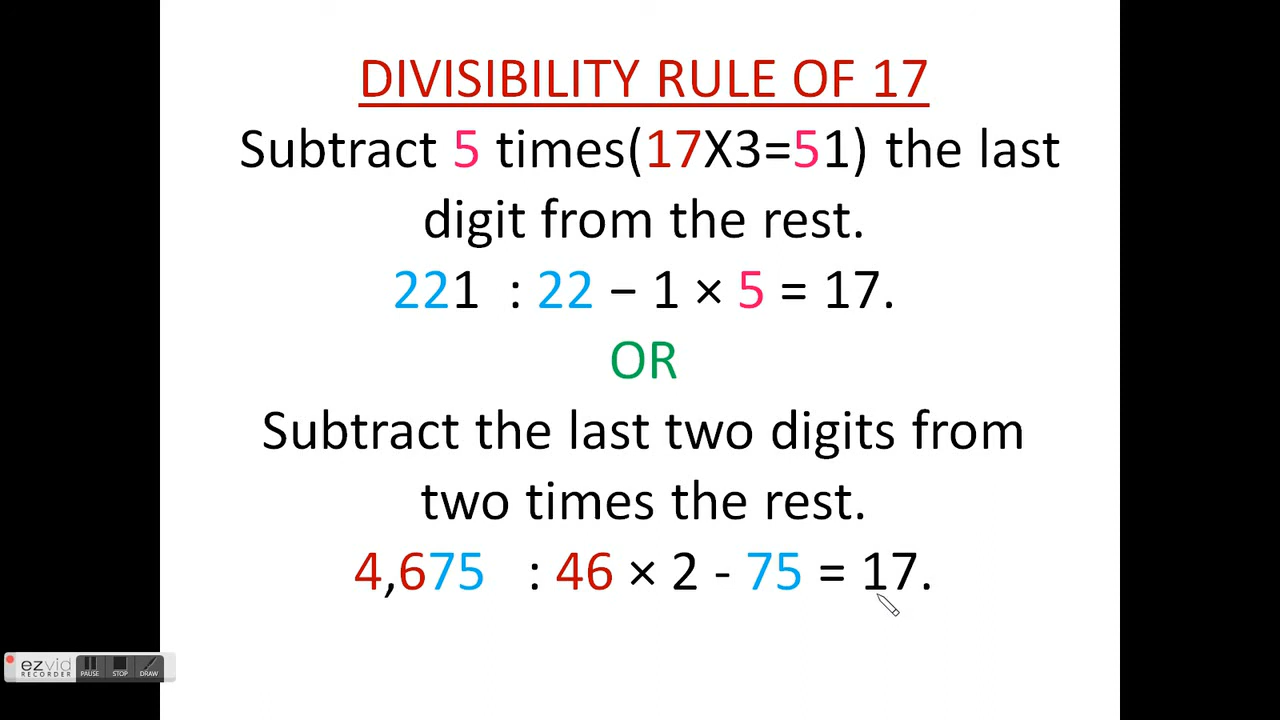 DIVISIBILITY RULE OF 17
Subtract 5 times(17X3=51) the last
digit from the rest.
221 : 22 − 1 × 5 = 17.
OR
Subtract the last two digits from
two times the rest.
4,675 : 46 × 2 - 75 = 17.
ezvid
RECORDER
PAUSE STOP DRAW